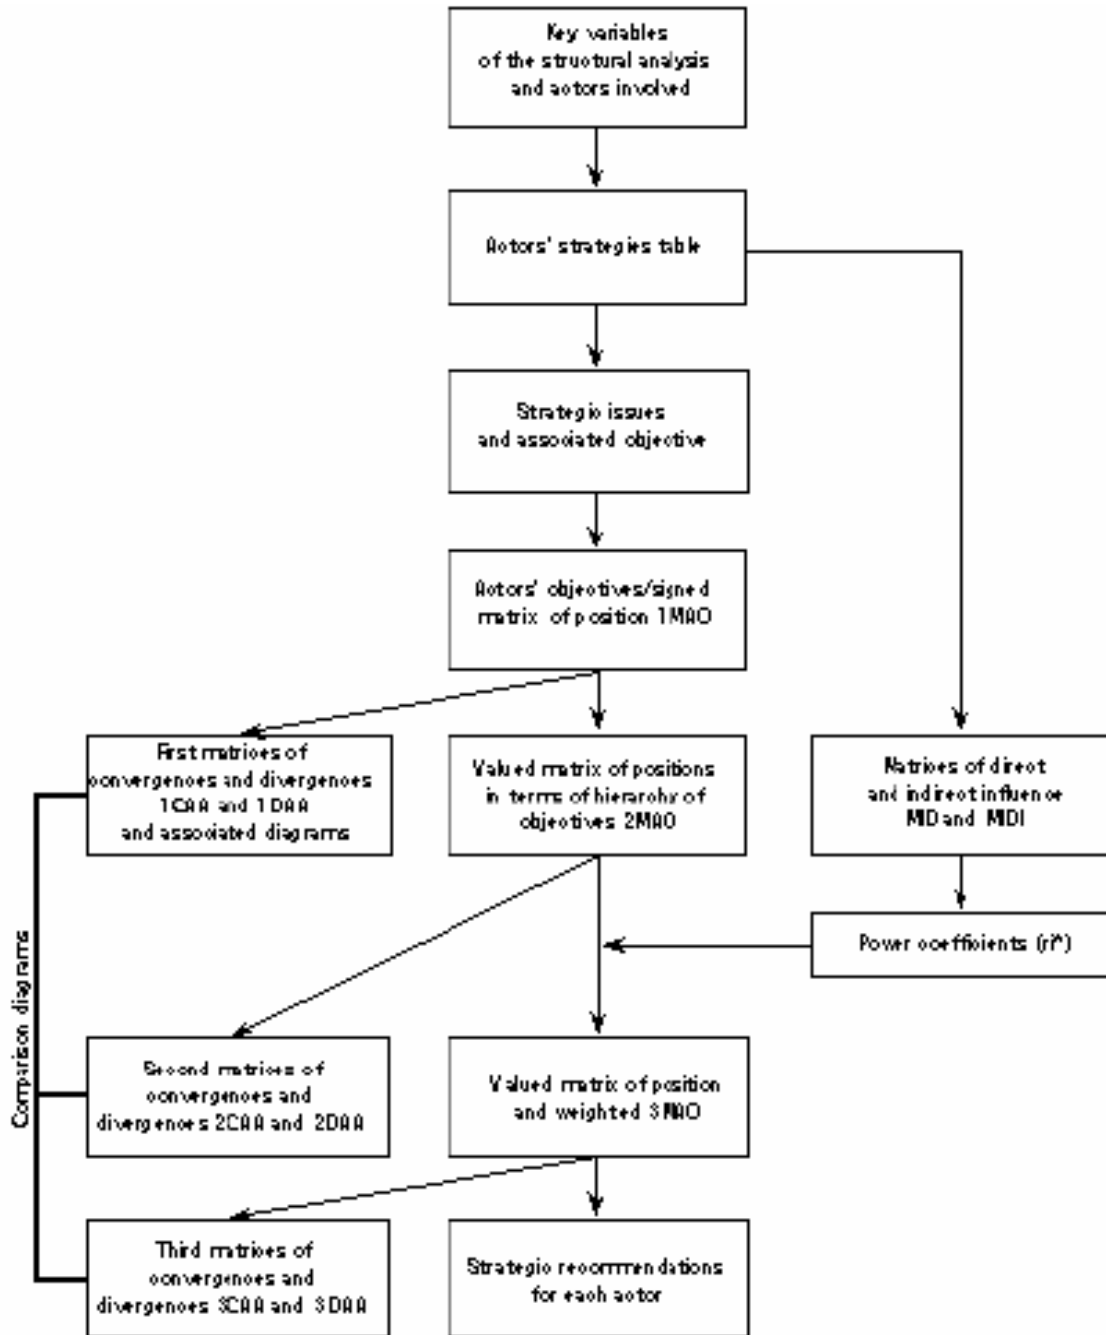 Key variables
of the structural analysis
and actors involved
Actors' strategies table
Strategic issues
and associated objective
Actors' objectives/signed
matrix of position 1MAO
First matrices of
convergences and divergences
1CAA and 1DAA
and associated diagrams
Valued matrix of positions
in terms of hierarchy of
objectives 2MAO
Matrices of direct
and indirect influence
MID and MIDI
Power coefficients (ri*)
Comparison diagrams
Second matrices of
convergences and
divergences 2CAA and 2DAA
Valued matrix of position
and weighted 3MAO
Third matrices of
convergences and
divergences 3CAA and 3DAA
Strategic recommendations
for each actor